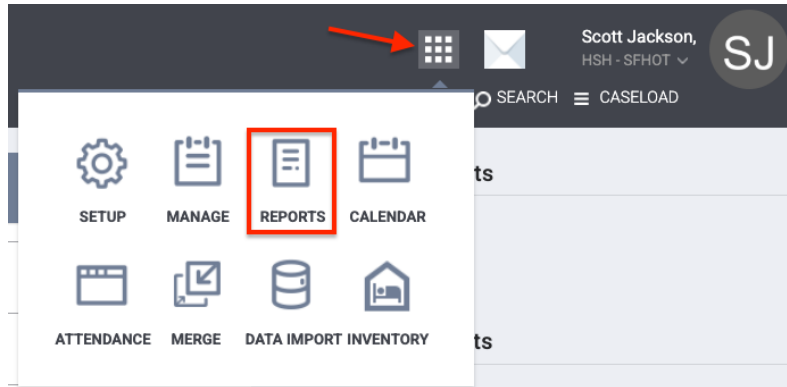 Scott Jackson,
HSH - SFHOT
SJ
SEARCH
CASELOAD
SETUP
MANAGE
REPORTS
CALENDAR
ts
ATTENDANCE
MERGE
DATA IMPORT
INVENTORY
ts